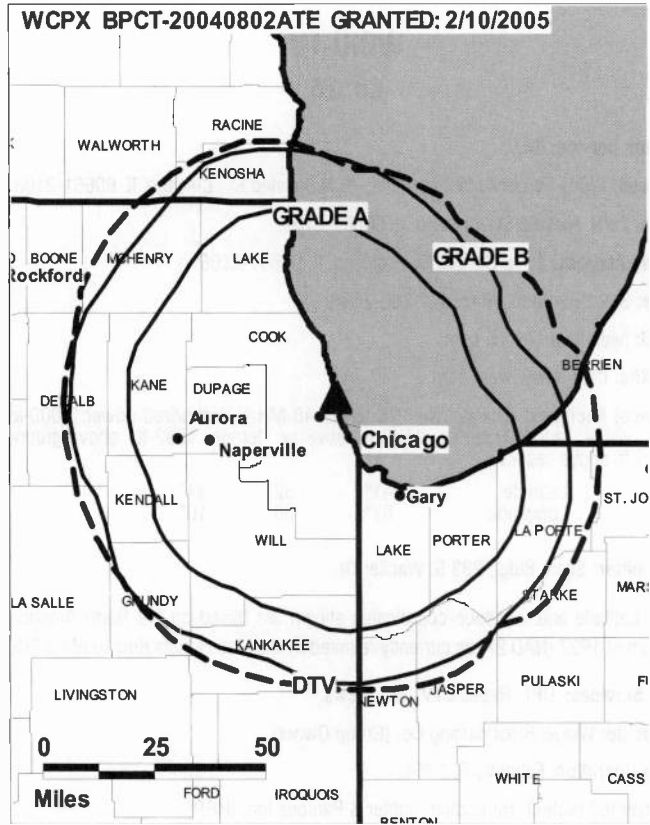 WCPX BPCT-20040802ATE GRANTED: 2/10/2005
RACINE
WALWORTH
KENOSHA
GRADE A
GRADE B
BOONE
MCHENRY
LAKE
Rockford
COOK
BERRIEN
KANE
DUPAGE
DEKALB
Aurora
Chicago
Naperville
Gary
KENDALL
ST. JO
WILL
LAKE
PORTER
LA PORTE
STARKE
MAR
LA SALLE
GRUNDY
KANKAKEE
DTV
JASPER
PULASKI
NEWTON
LIVINGSTON
0 25 50
Miles
FORD
IROQUOIS
WHITE
CASS
BENTON